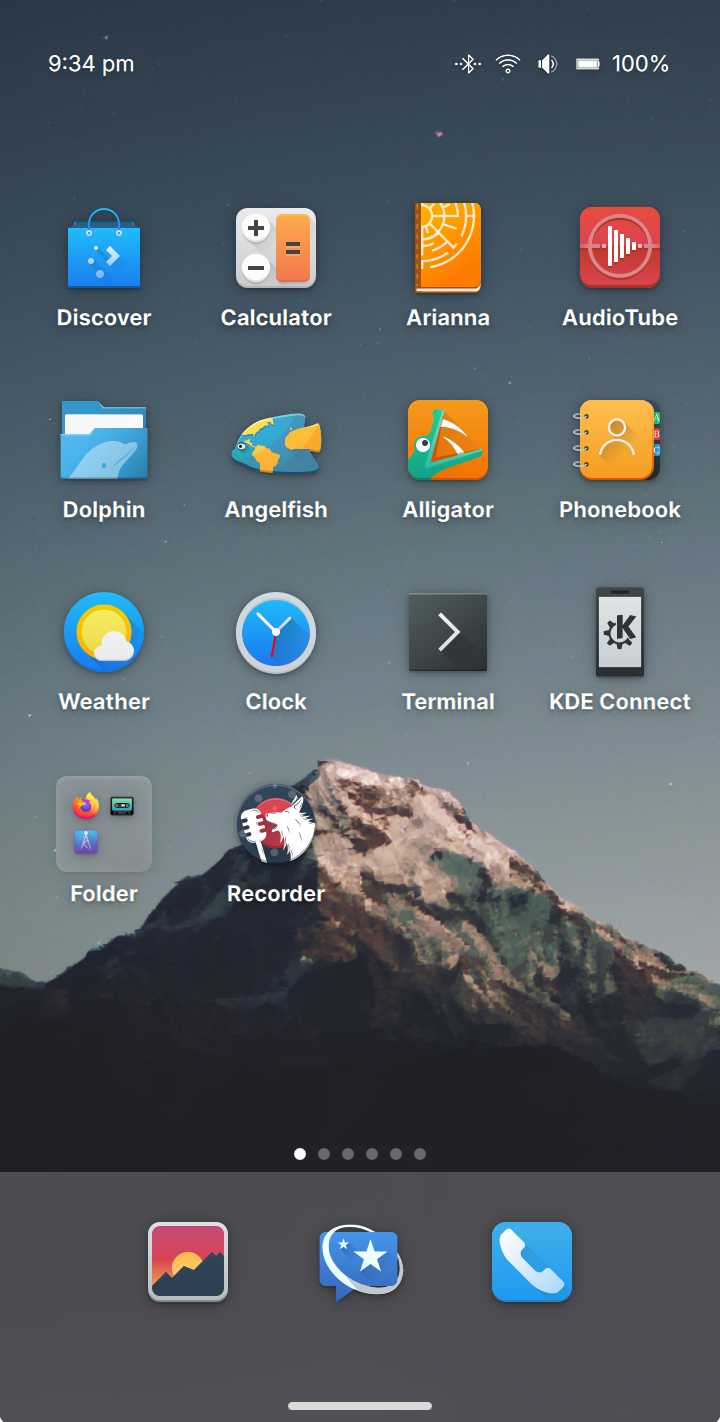 9:34 pm 100%
Discover Calculator Arianna AudioTube
Dolphin Angelfish Alligator Phonebook
Weather Clock Terminal KDE Connect
Folder Recorder